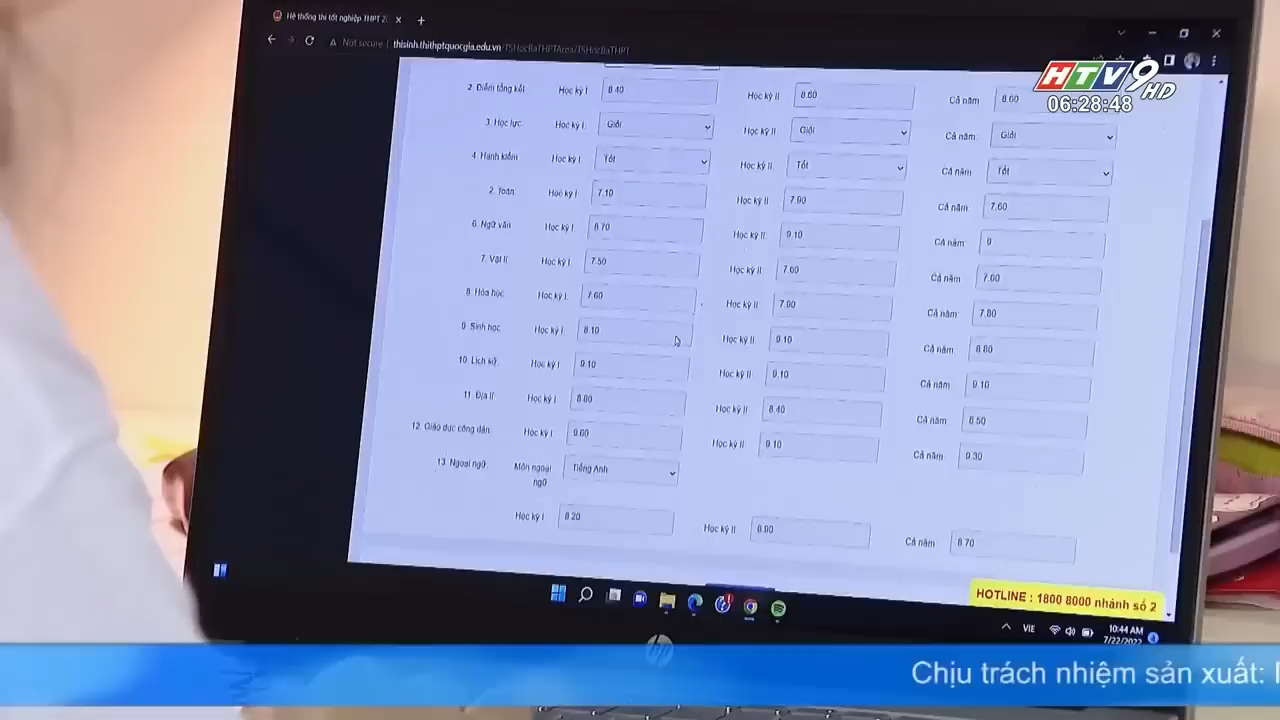 Hệ thống thi tốt nghiệp THPT 2
Not secure | thisinh.thithptquocgia.edu.vn/TSHocBaTHPTArea/TSHocBaTHPT
HTV9 HD
06:28:48
2. Điểm tổng kết Học kỳ I 8.40 Học kỳ II 8.60 Cả năm 8.60
3. Học lực Học kỳ I Giỏi Học kỳ II Giỏi Cả năm Giỏi
4. Hạnh kiểm Học kỳ I Tốt Học kỳ II Tốt Cả năm Tốt
2. Toán Học kỳ I 7.10 Học kỳ II 7.90 Cả năm 7.60
6. Ngữ văn Học kỳ I 8.70 Học kỳ II 9.10 Cả năm 9
7. Vật lí Học kỳ I 7.50 Học kỳ II 7.60 Cả năm 7.60
8. Hóa học Học kỳ I 7.60 Học kỳ II 7.90 Cả năm 7.80
9. Sinh học Học kỳ I 8.10 Học kỳ II 9.10 Cả năm 8.80
10. Lịch sử Học kỳ I 9.10 Học kỳ II 9.10 Cả năm 9.10
11. Địa lí Học kỳ I 8.80 Học kỳ II 8.40 Cả năm 8.50
12. Giáo dục công dân Học kỳ I 9.60 Học kỳ II 9.10 Cả năm 9.30
13. Ngoại ngữ Môn ngoại ngữ Tiếng Anh
Học kỳ I 8.20 Học kỳ II 8.90 Cả năm 8.70
HOTLINE : 1800 8000 nhánh số 2
VIE 10:44 AM
7/22/2022
hp
Chịu trách nhiệm sản xuất: